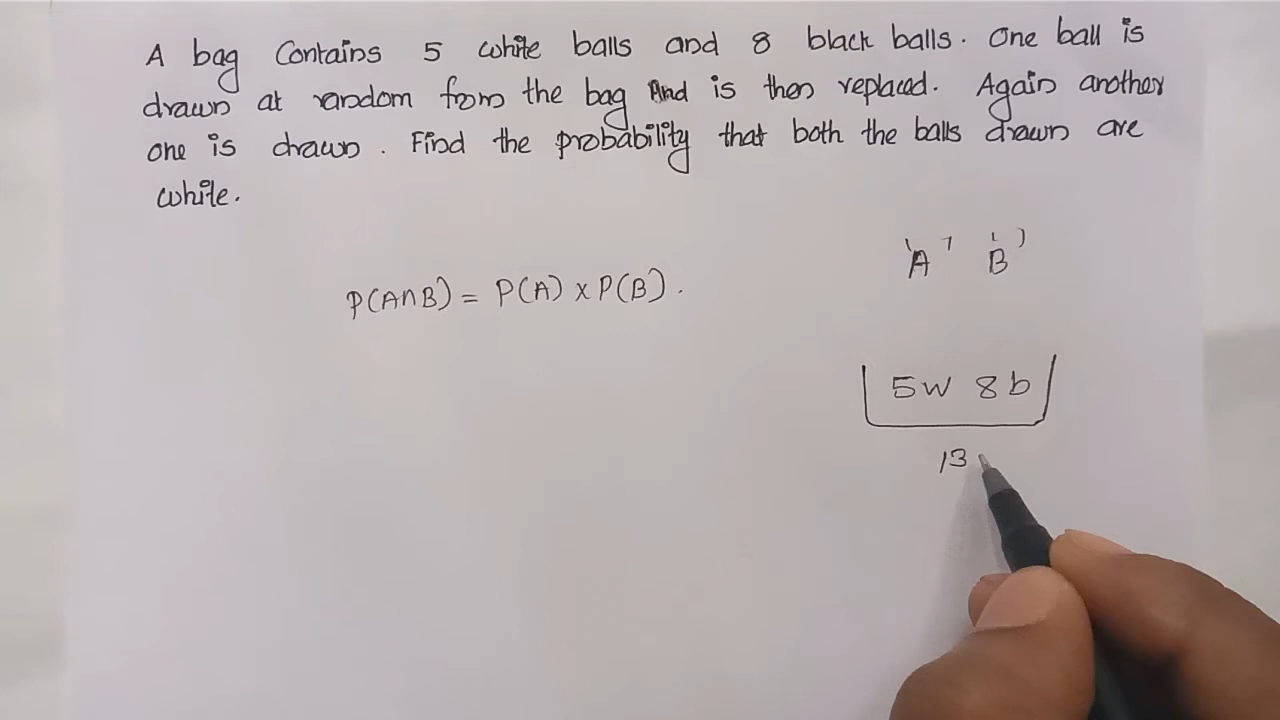 A bag Contains 5 white balls and 8 black balls. One ball is
drawn at random from the bag And is then replaced. Again another
one is drawn. Find the probability that both the balls drawn are
white.
'A' 'B'
P(A∩B) = P(A) x P(B).
5W 8b
13